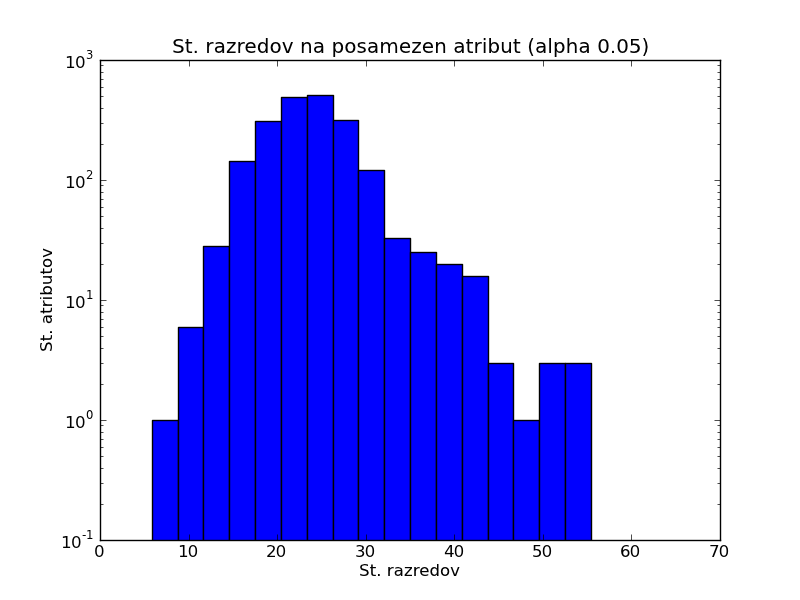 St. razredov na posamezen atribut (alpha 0.05)
10^3
10^2
10^1
10^0
10^-1
St. atributov
0 10 20 30 40 50 60 70
St. razredov